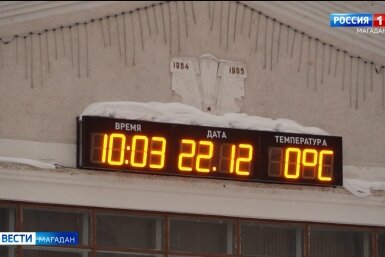 РОССИЯ 1
МАГАДАН
1954 1965
ВРЕМЯ ДАТА ТЕМПЕРАТУРА
10:03 22.12 0°C
ВЕСТИ МАГАДАН